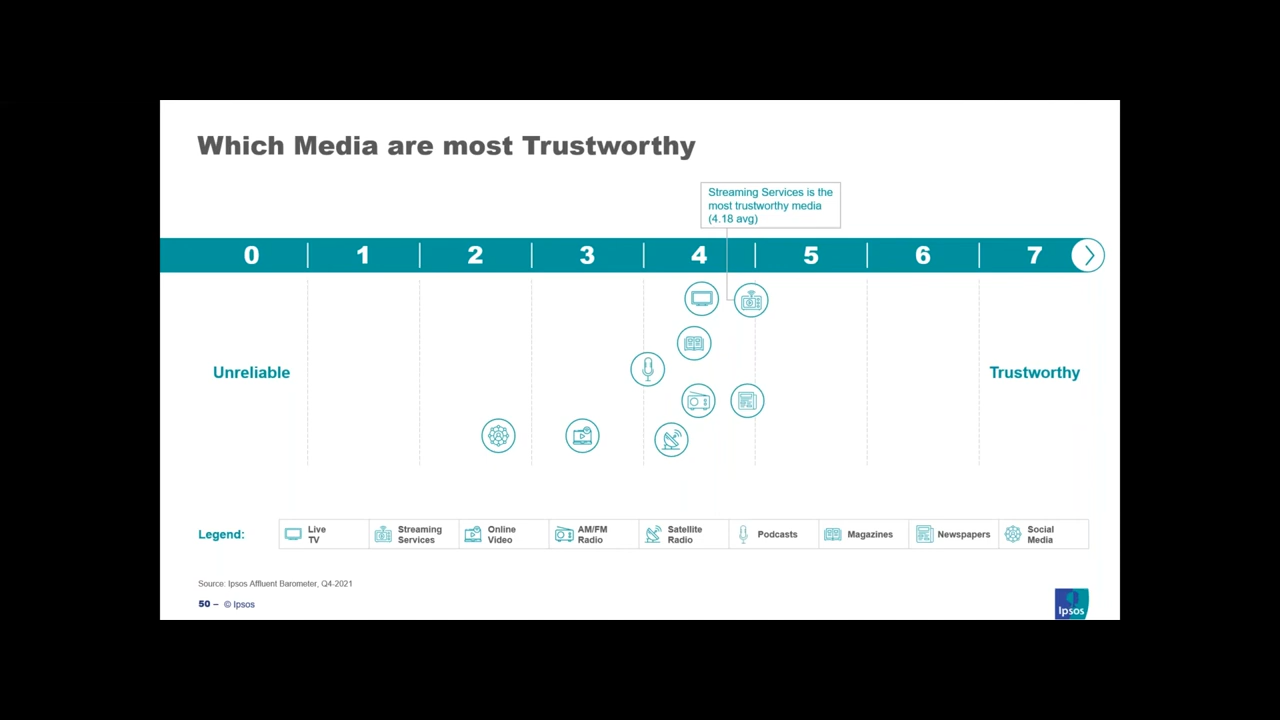 Which Media are most Trustworthy
Streaming Services is the
most trustworthy media
(4.18 avg)
0 1 2 3 4 5 6 7
Unreliable
Trustworthy
Legend:
Live
TV
Streaming
Services
Online
Video
AM/FM
Radio
Satellite
Radio
Podcasts
Magazines
Newspapers
Social
Media
Source: Ipsos Affluent Barometer, Q4-2021
50 – © Ipsos
Ipsos